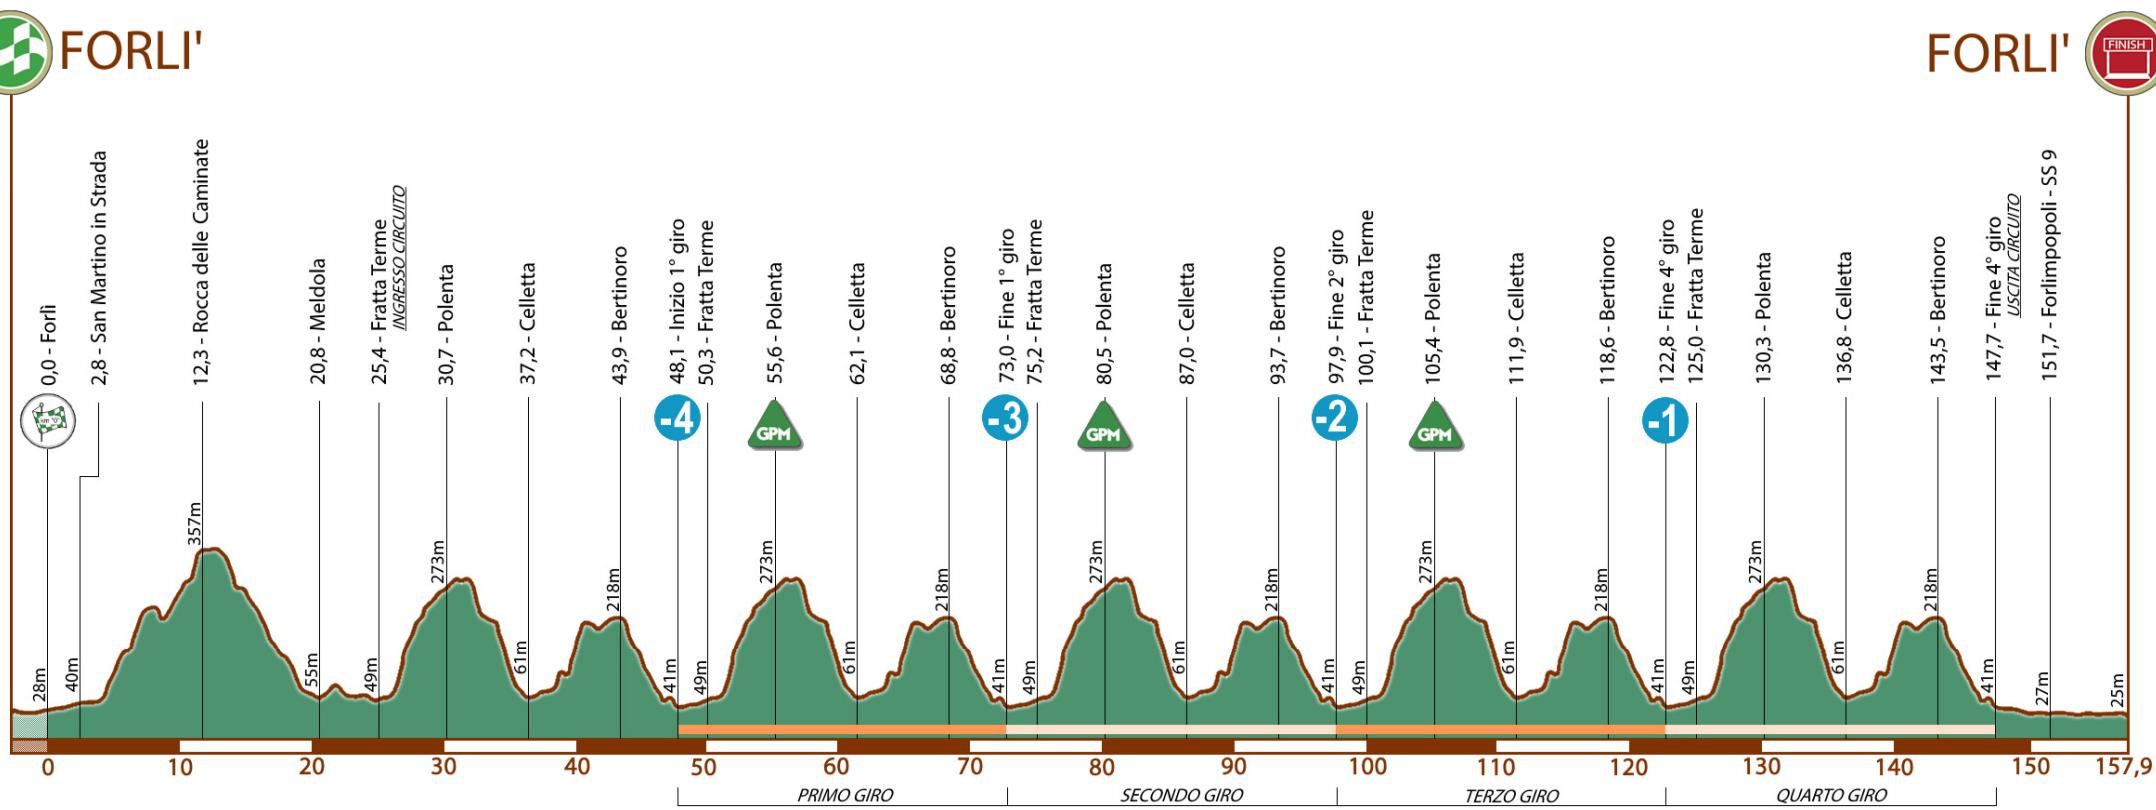 FORLI'
FORLI'
FINISH
0,0 - Forlì
2,8 - San Martino in Strada
12,3 - Rocca delle Caminate
20,8 - Meldola
25,4 - Fratta Terme
INGRESSO CIRCUITO
30,7 - Polenta
37,2 - Celletta
43,9 - Bertinoro
48,1 - Inizio 1° giro
50,3 - Fratta Terme
55,6 - Polenta
62,1 - Celletta
68,8 - Bertinoro
73,0 - Fine 1° giro
75,2 - Fratta Terme
80,5 - Polenta
87,0 - Celletta
93,7 - Bertinoro
97,9 - Fine 2° giro
100,1 - Fratta Terme
105,4 - Polenta
111,9 - Celletta
118,6 - Bertinoro
122,8 - Fine 4° giro
125,0 - Fratta Terme
130,3 - Polenta
136,8 - Celletta
143,5 - Bertinoro
147,7 - Fine 4° giro
USCITA CIRCUITO
151,7 - Forlimpopoli - SS 9
-4
GPM
-3
GPM
-2
GPM
-1
28m
40m
357m
55m
49m
273m
61m
218m
41m
49m
273m
61m
218m
41m
49m
273m
61m
218m
41m
49m
273m
61m
218m
41m
49m
273m
61m
218m
41m
27m
25m
0 10 20 30 40 50 60 70 80 90 100 110 120 130 140 150 157,9
PRIMO GIRO
SECONDO GIRO
TERZO GIRO
QUARTO GIRO